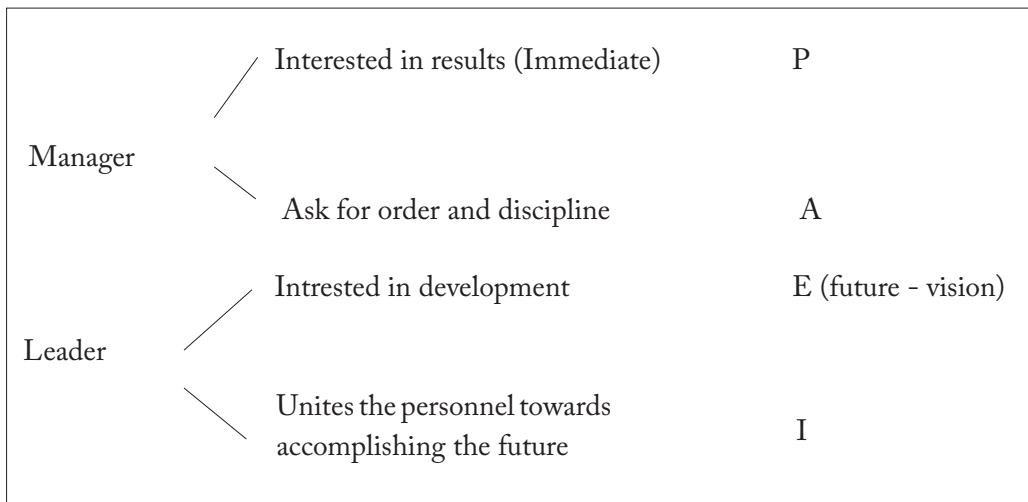 Interested in results (Immediate) P
Manager
Ask for order and discipline A
Intrested in development E (future - vision)
Leader
Unites the personnel towards
accomplishing the future I